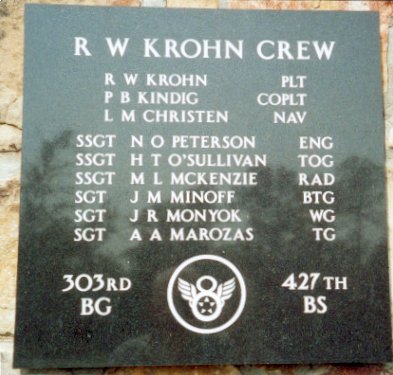 R W KROHN CREW
R W KROHN PLT
P B KINDIG COPLT
L M CHRISTEN NAV
SSGT N O PETERSON ENG
SSGT H T O'SULLIVAN TOG
SSGT M L MCKENZIE RAD
SGT J M MINOFF BTG
SGT J R MONYOK WG
SGT A A MAROZAS TG
303RD 427TH
BG BS